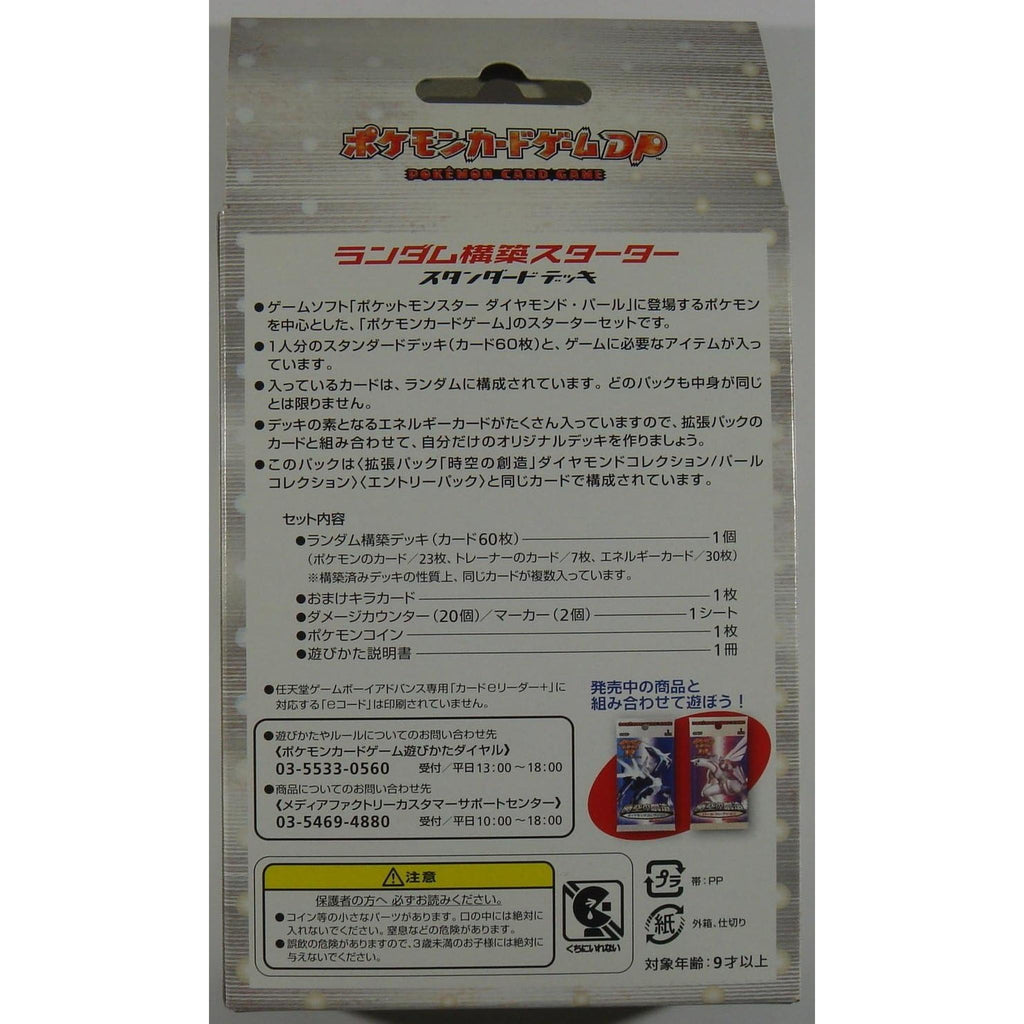 ポケモンカードゲームDP
POKÉMON CARD GAME
ランダム構築スターター
スタンダードデッキ
●ゲームソフト「ポケットモンスター ダイヤモンド・パール」に登場するポケモン
を中心とした、「ポケモンカードゲーム」のスターターセットです。
●1人分のスタンダードデッキ(カード60枚)と、ゲームに必要なアイテムが入っ
ています。
●入っているカードは、ランダムに構成されています。どのパックも中身が同じ
とは限りません。
●デッキの素となるエネルギーカードがたくさん入っていますので、拡張パックの
カードと組み合わせて、自分だけのオリジナルデッキを作りましょう。
●このパックは〈拡張パック「時空の創造」ダイヤモンドコレクション/パール
コレクション〉〈エントリーパック〉と同じカードで構成されています。
セット内容
●ランダム構築デッキ(カード60枚)──1個
(ポケモンのカード/23枚、トレーナーのカード/7枚、エネルギーカード/30枚)
※構築済みデッキの性質上、同じカードが複数入っています。
●おまけキラカード──1枚
●ダメージカウンター(20個)/マーカー(2個)──1シート
●ポケモンコイン──1枚
●遊びかた説明書──1冊
●任天堂ゲームボーイアドバンス専用「カードeリーダー+」に
対応する「eコード」は印刷されていません。
発売中の商品と
組み合わせて遊ぼう!
●遊びかたやルールについてのお問い合わせ先
《ポケモンカードゲーム遊びかたダイヤル》
03-5533-0560 受付/平日13:00〜18:00
●商品についてのお問い合わせ先
《メディアファクトリーカスタマーサポートセンター》
03-5469-4880 受付/平日10:00〜18:00
注意
保護者の方へ 必ずお読みください。
●コイン等の小さなパーツがあります。口の中には絶対に
入れないでください。窒息などの危険があります。
●誤飲の危険がありますので、3歳未満のお子様には絶対に
与えないでください。
くちにいれない
プラ 帯:PP
紙 外箱、仕切り
対象年齢:9才以上